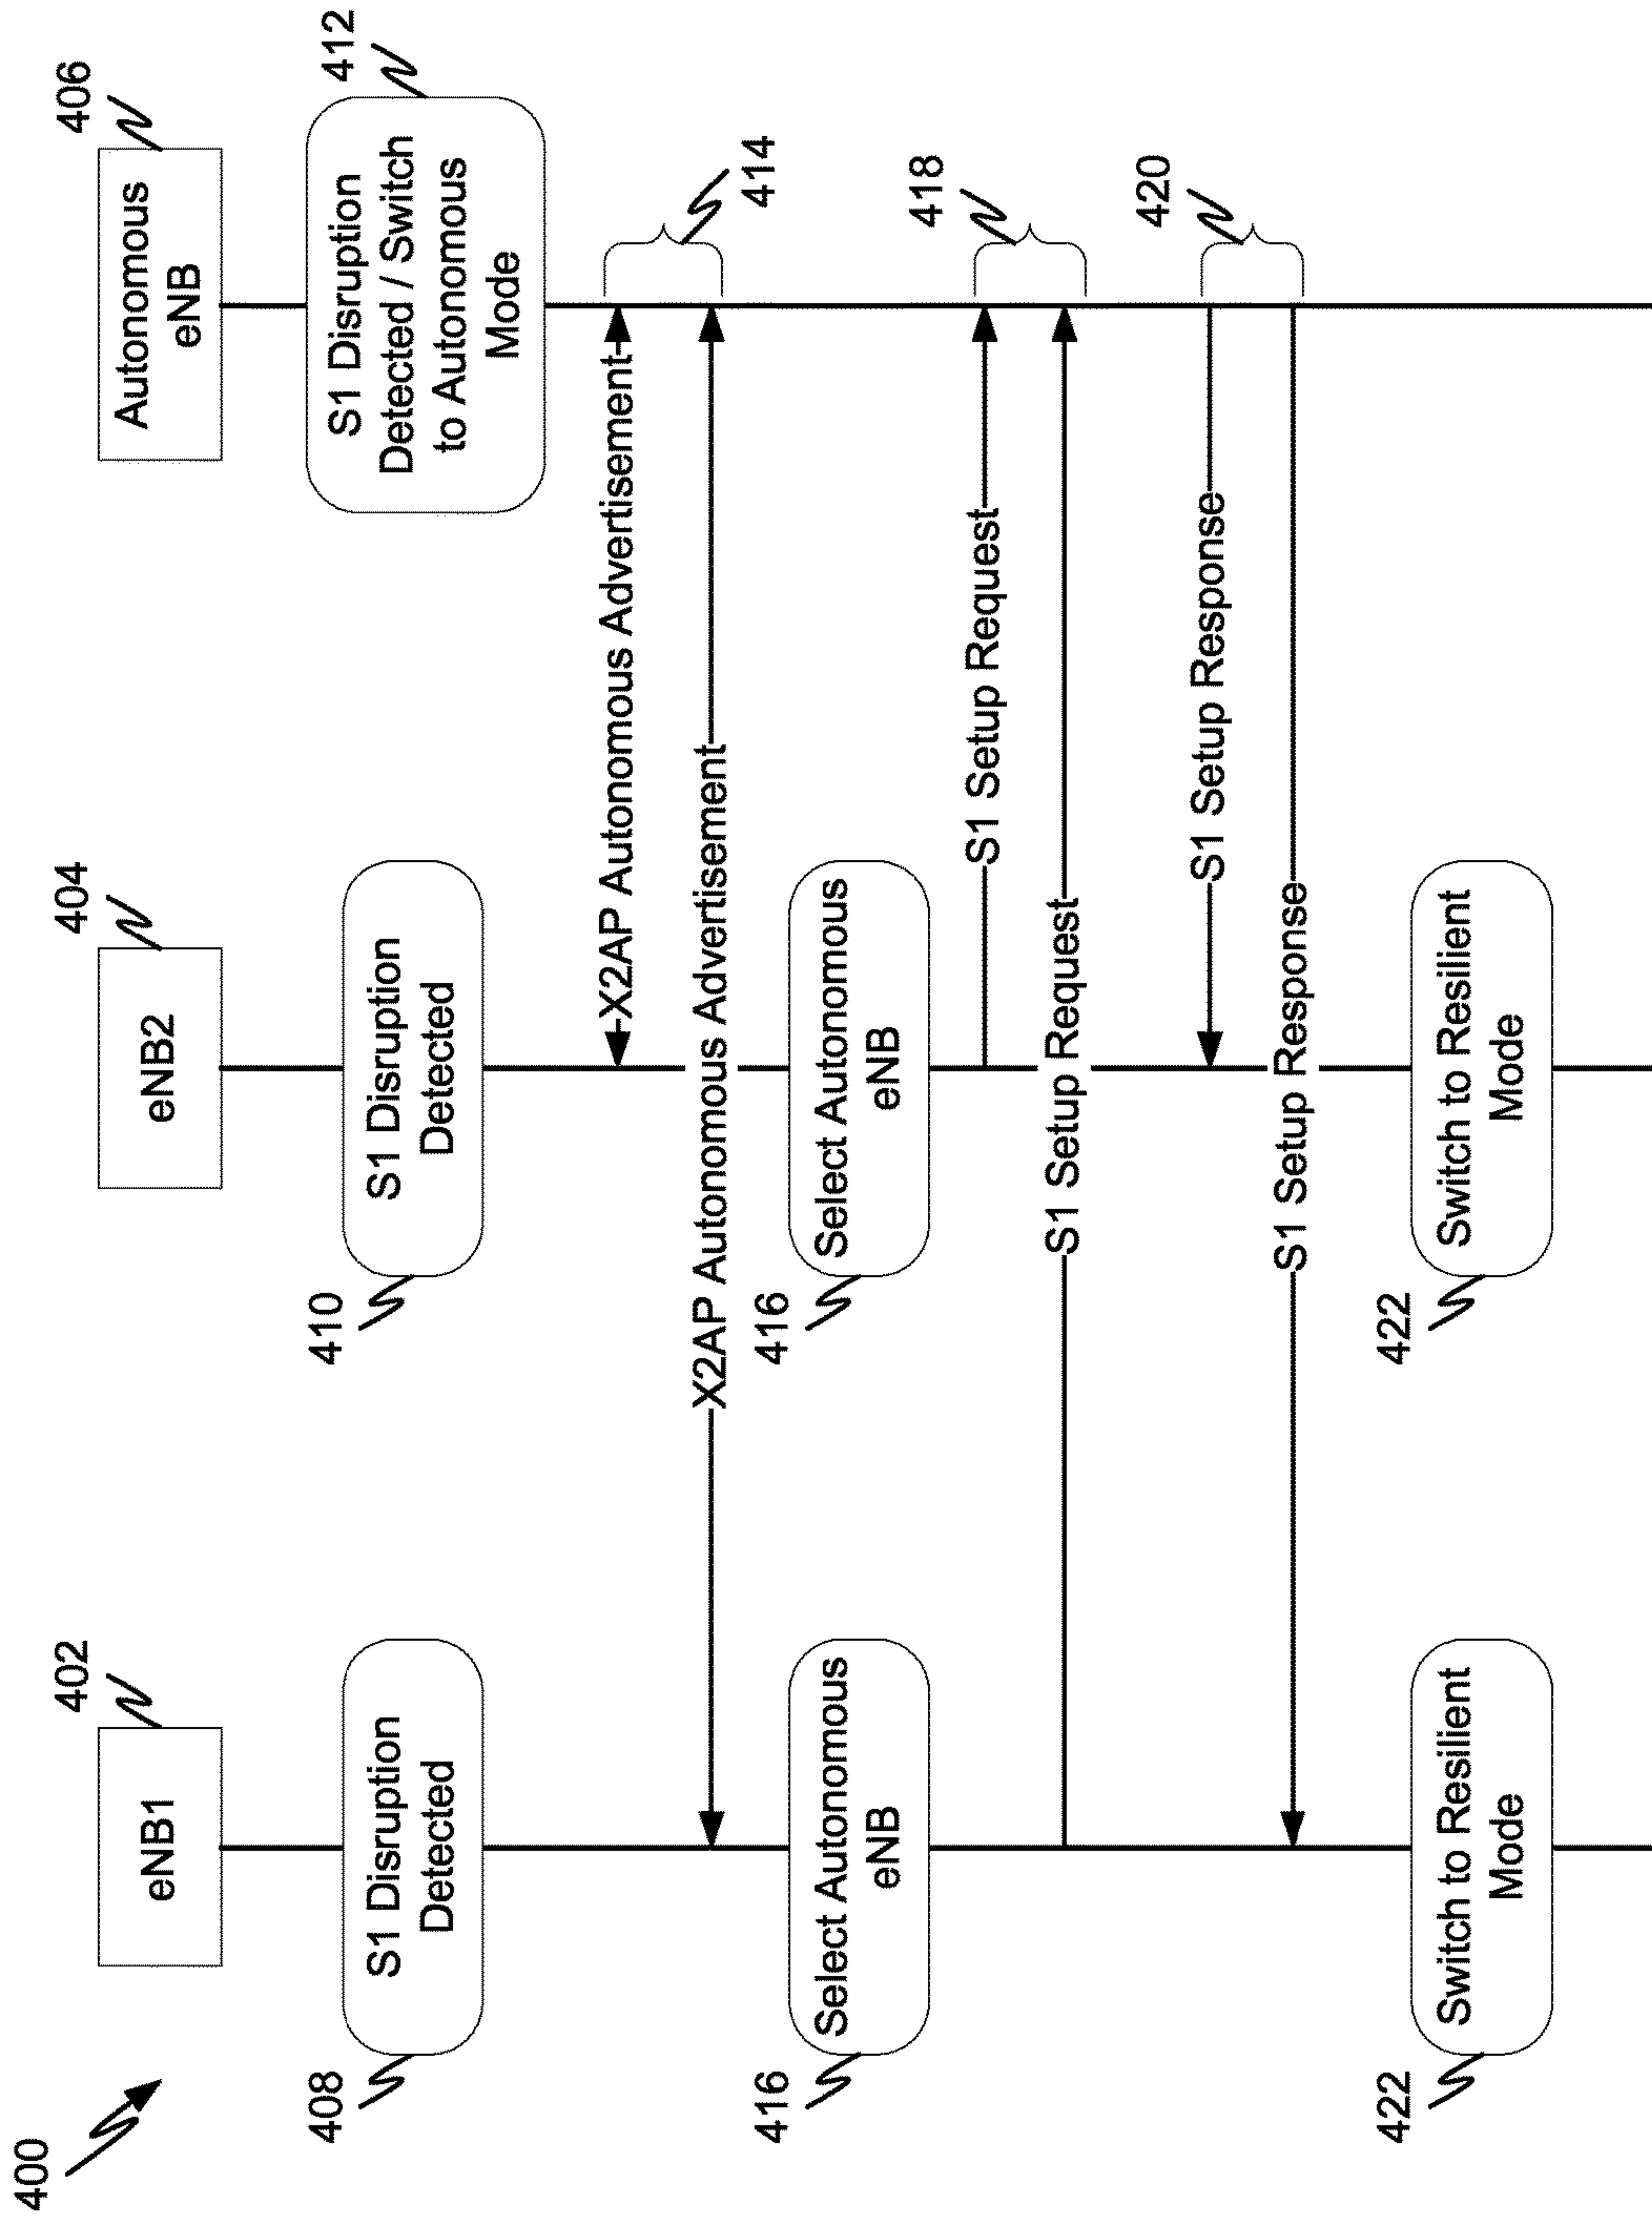 400
402
404
406
eNB1
eNB2
Autonomous
eNB
408
410
412
S1 Disruption
Detected
S1 Disruption
Detected
S1 Disruption
Detected / Switch
to Autonomous
Mode
X2AP Autonomous Advertisement
414
X2AP Autonomous Advertisement
416
Select Autonomous
eNB
416
Select Autonomous
eNB
S1 Setup Request
418
S1 Setup Request
S1 Setup Response
420
S1 Setup Response
422
Switch to Resilient
Mode
422
Switch to Resilient
Mode